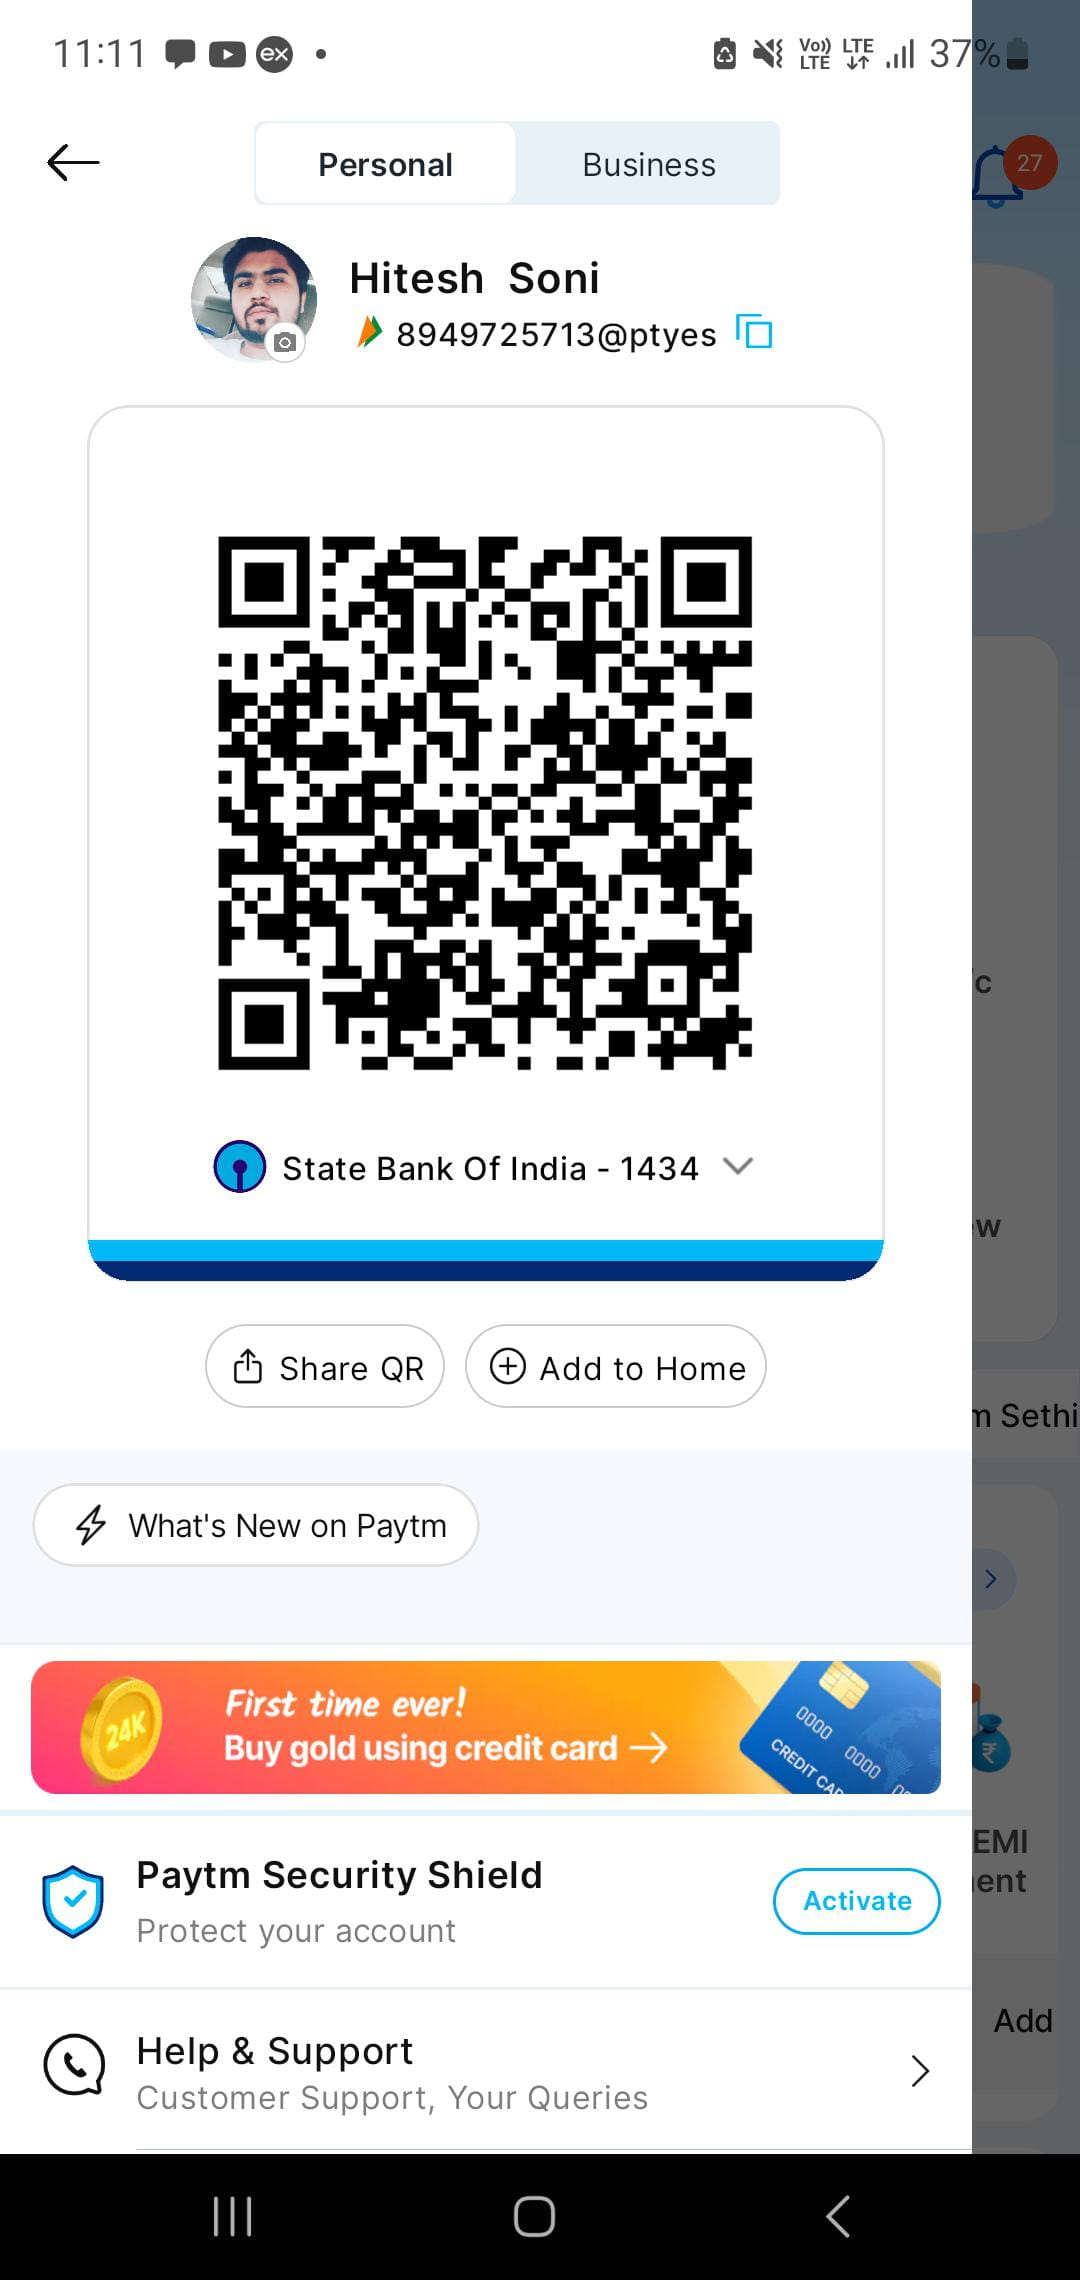 11:11 ex Vo)) LTE LTE 37%
Personal Business
27
Hitesh Soni
8949725713@ptyes
State Bank Of India - 1434
Share QR Add to Home
m Sethi
What's New on Paytm
24K
First time ever!
Buy gold using credit card
0000 0000
CREDIT CAR
EMI
Paytm Security Shield
Protect your account
Activate
Add
Help & Support
Customer Support, Your Queries